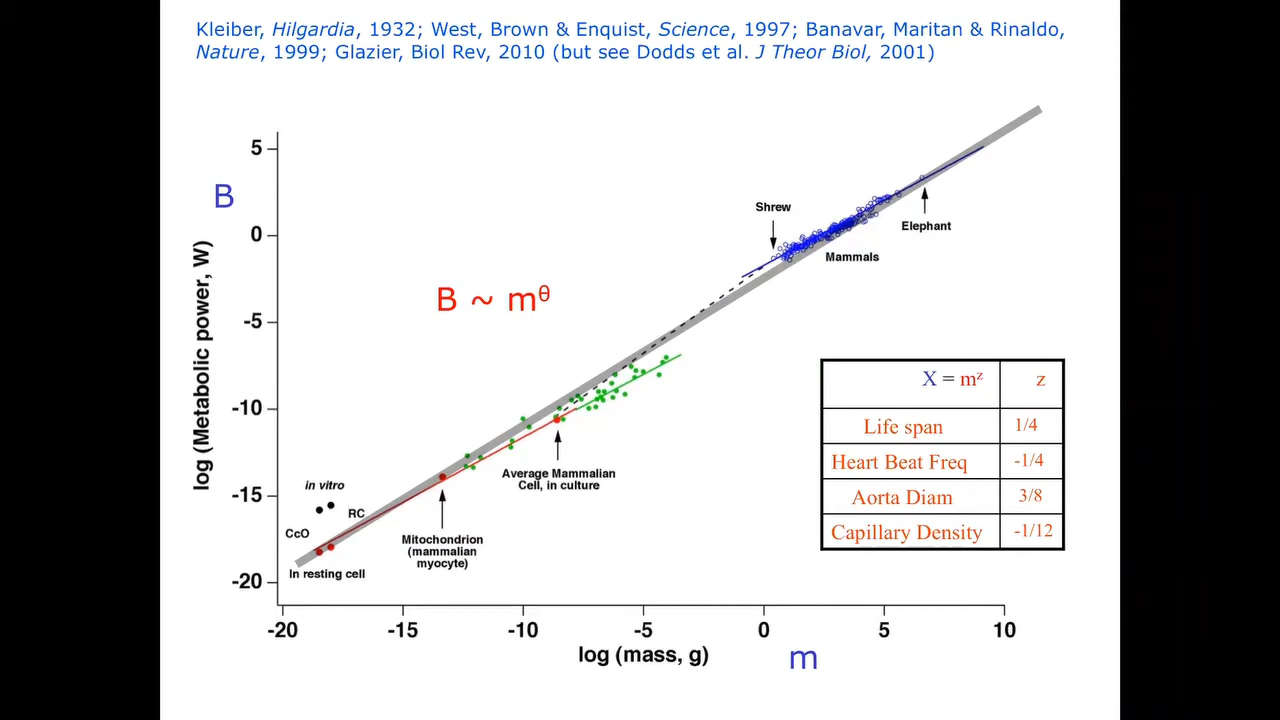 Kleiber, Hilgardia, 1932; West, Brown & Enquist, Science, 1997; Banavar, Maritan & Rinaldo,
Nature, 1999; Glazier, Biol Rev, 2010 (but see Dodds et al. J Theor Biol, 2001)
B
log (Metabolic power, W)
5
0
-5
-10
-15
-20
B ~ mθ
Shrew
Elephant
Mammals
Average Mammalian
Cell, in culture
Mitochondrion
(mammalian
myocyte)
in vitro
RC
CcO
In resting cell
X = mz z
Life span 1/4
Heart Beat Freq -1/4
Aorta Diam 3/8
Capillary Density -1/12
-20 -15 -10 -5 0 5 10
log (mass, g)
m